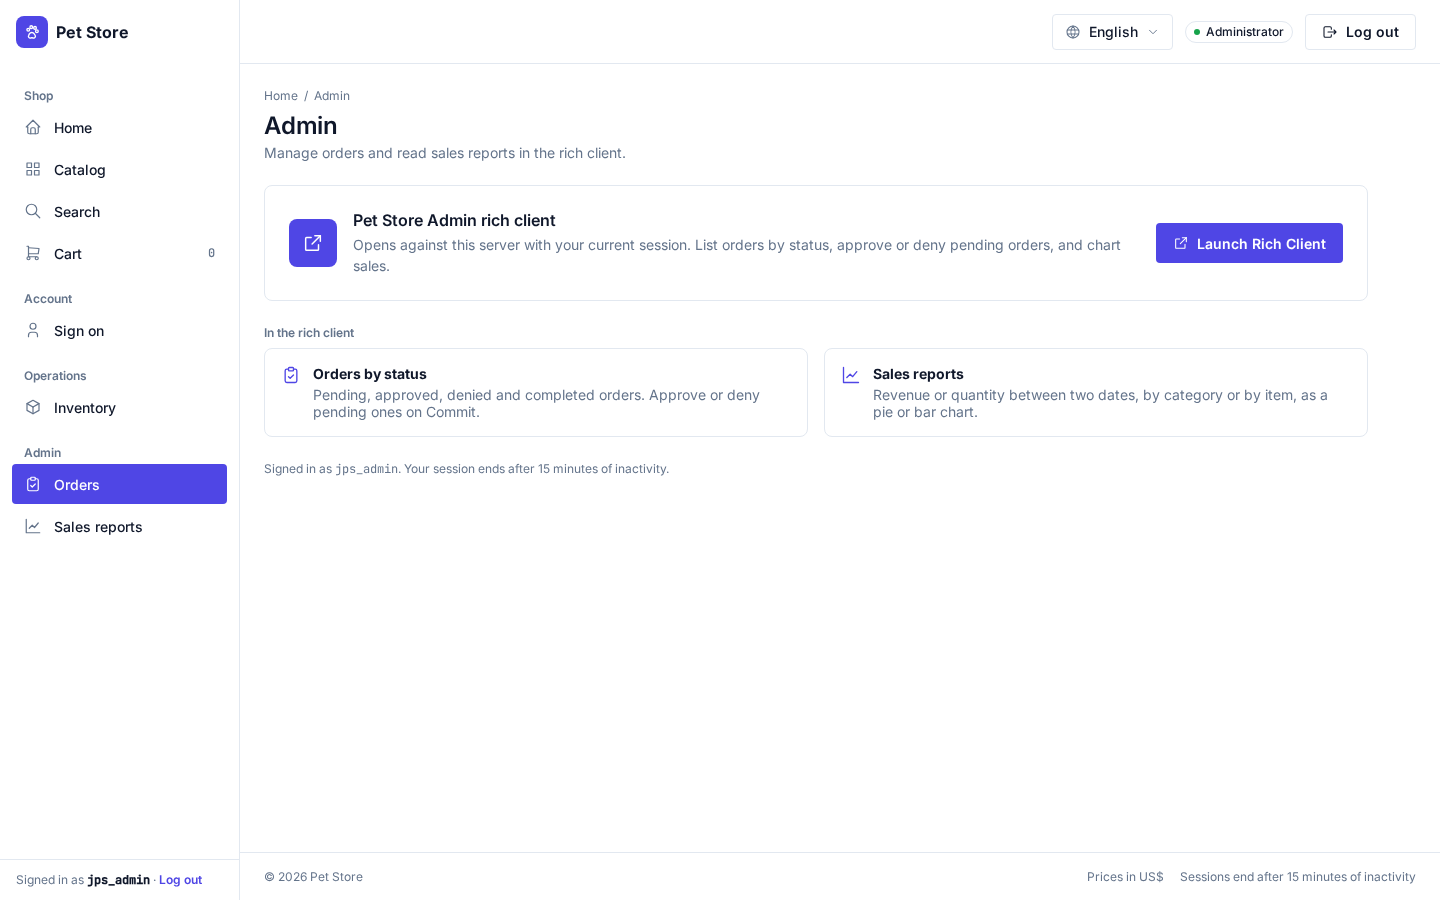 Pet Store
English
Administrator
Log out
Shop
Home
Catalog
Search
Cart 0
Account
Sign on
Operations
Inventory
Admin
Orders
Sales reports
Signed in as jps_admin · Log out
Home / Admin
Admin
Manage orders and read sales reports in the rich client.
Pet Store Admin rich client
Opens against this server with your current session. List orders by status, approve or deny pending orders, and chart
sales.
Launch Rich Client
In the rich client
Orders by status
Pending, approved, denied and completed orders. Approve or deny
pending ones on Commit.
Sales reports
Revenue or quantity between two dates, by category or by item, as a
pie or bar chart.
Signed in as jps_admin. Your session ends after 15 minutes of inactivity.
© 2026 Pet Store
Prices in US$
Sessions end after 15 minutes of inactivity